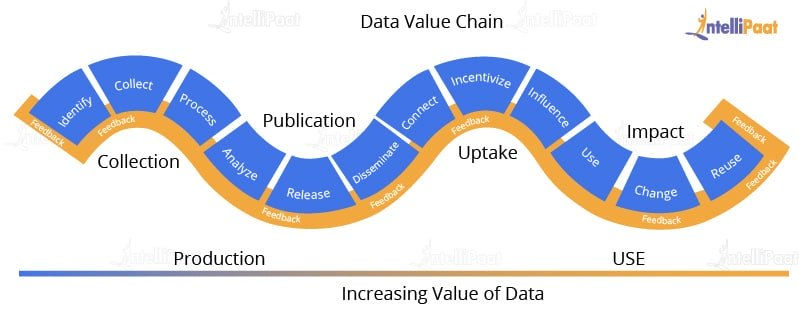 Data Value Chain
IntelliPaat
Identify
Collect
Process
Analyze
Release
Disseminate
Connect
Incentivize
Influence
Use
Change
Reuse
Feedback
Feedback
Feedback
Feedback
Feedback
Feedback
Feedback
Feedback
Collection
Publication
Uptake
Impact
Production
USE
Increasing Value of Data